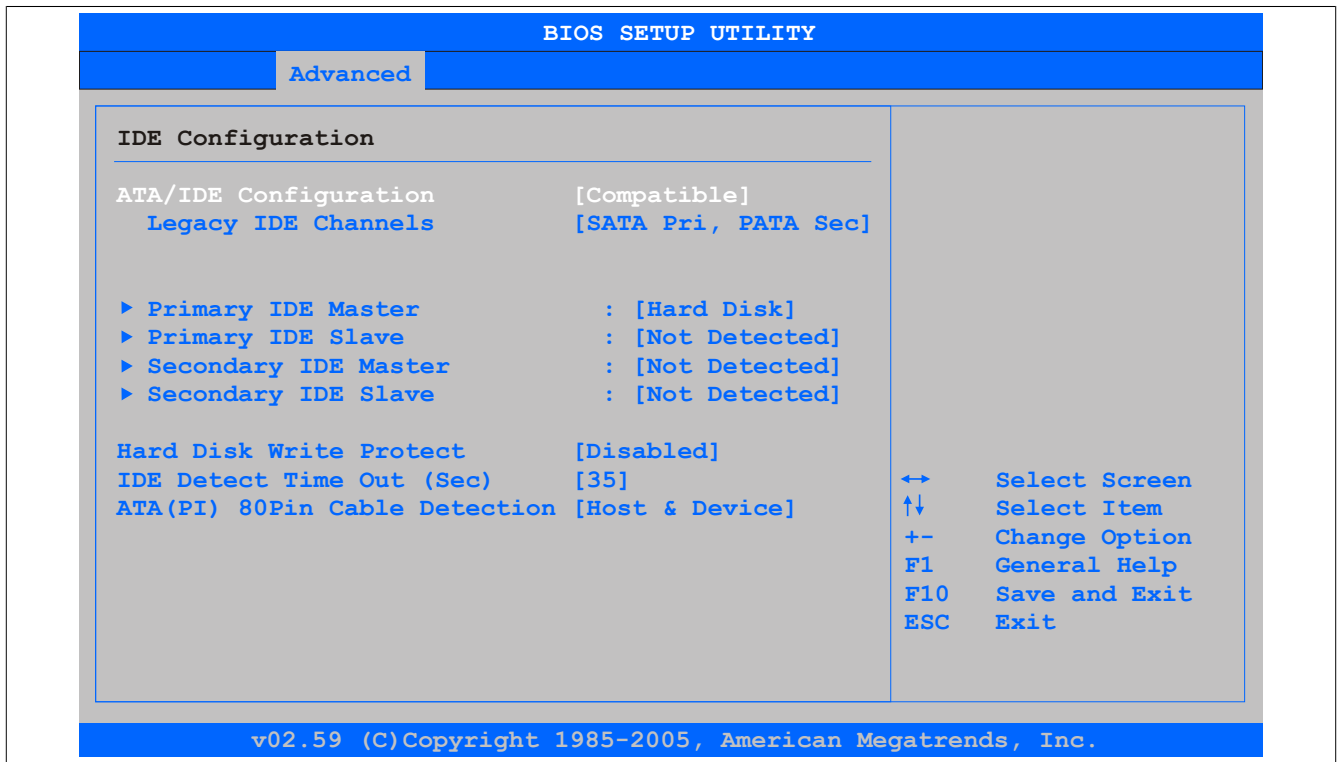 BIOS SETUP UTILITY
Advanced
IDE Configuration
ATA/IDE Configuration [Compatible]
Legacy IDE Channels [SATA Pri, PATA Sec]
Primary IDE Master : [Hard Disk]
Primary IDE Slave : [Not Detected]
Secondary IDE Master : [Not Detected]
Secondary IDE Slave : [Not Detected]
Hard Disk Write Protect [Disabled]
IDE Detect Time Out (Sec) [35]
ATA(PI) 80Pin Cable Detection [Host & Device]
↔ Select Screen
↑↓ Select Item
+- Change Option
F1 General Help
F10 Save and Exit
ESC Exit
v02.59 (C)Copyright 1985-2005, American Megatrends, Inc.